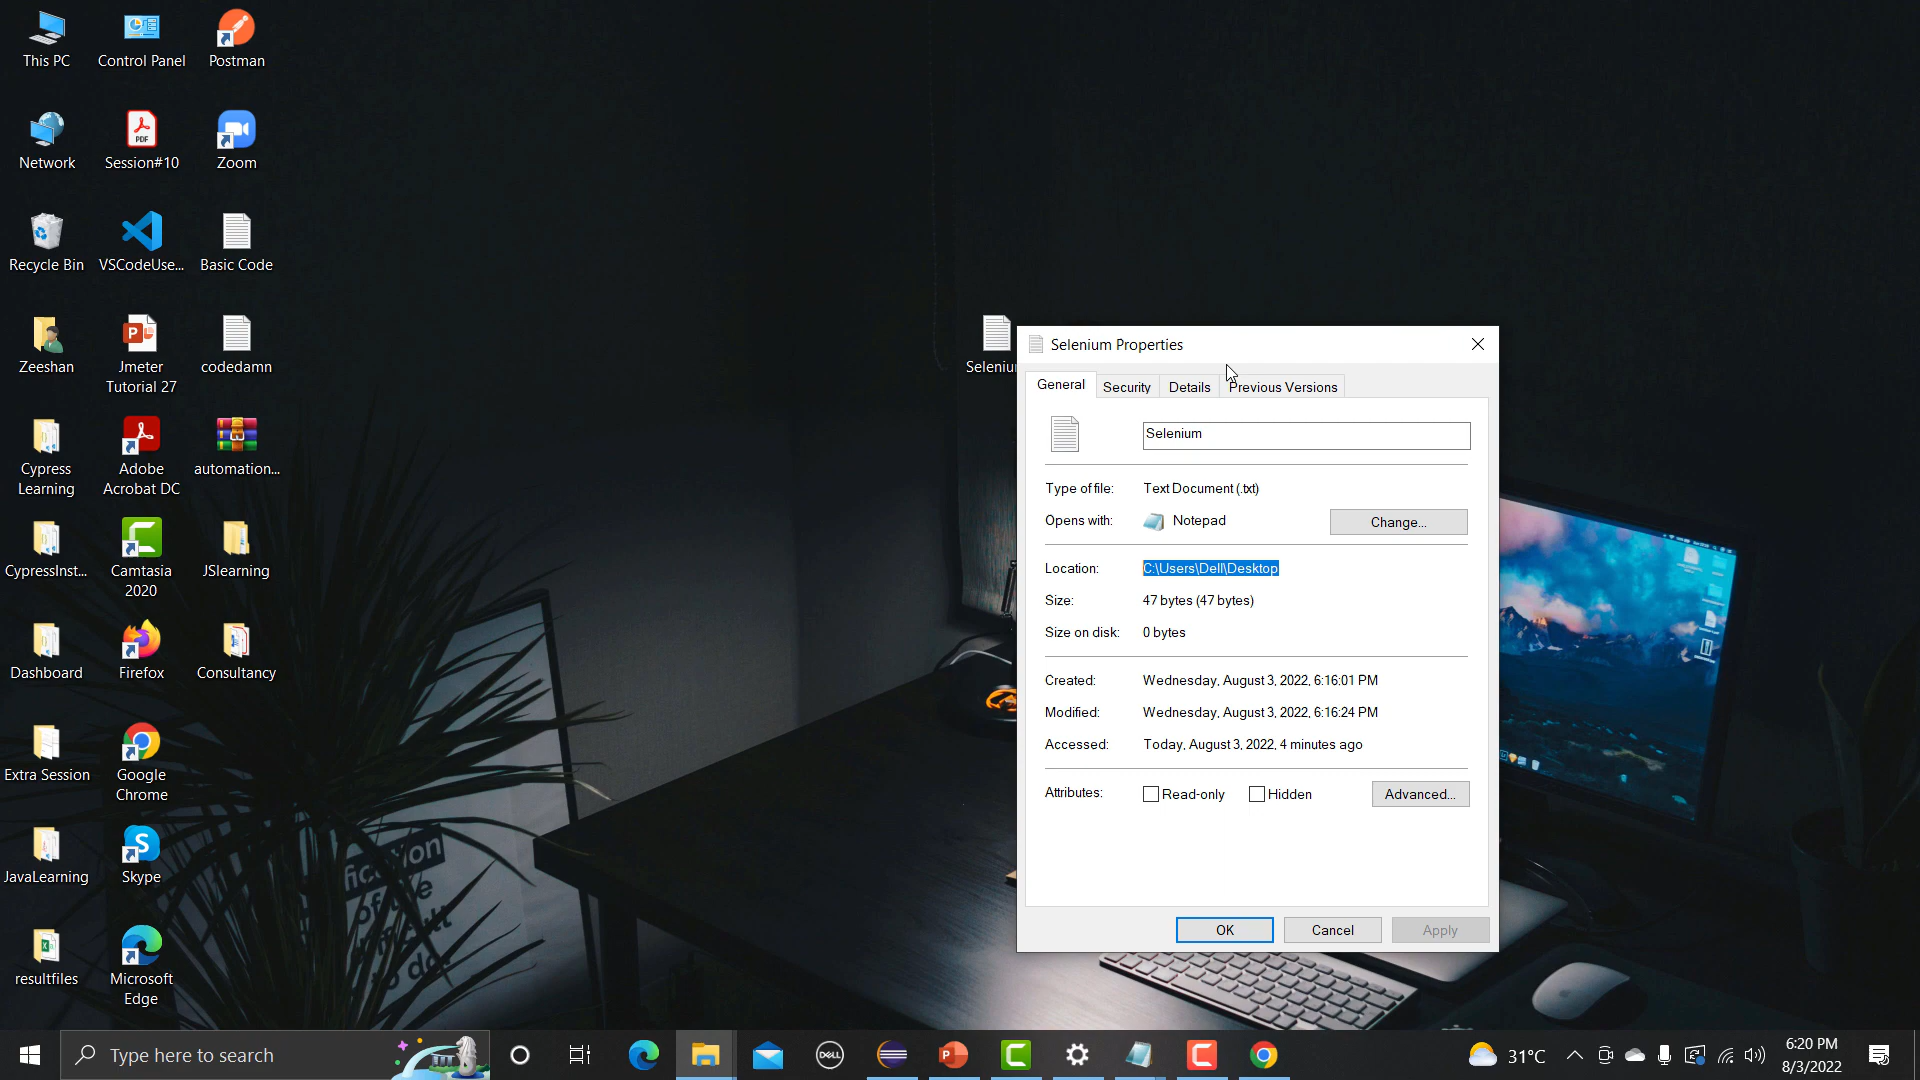 This PC
Control Panel
Postman
Network
Session#10
Zoom
Recycle Bin
VSCodeUse...
Basic Code
Zeeshan
Jmeter
Tutorial 27
codedamn
Cypress
Learning
Adobe
Acrobat DC
automation...
CypressInst...
Camtasia
2020
JSlearning
Dashboard
Firefox
Consultancy
Extra Session
Google
Chrome
JavaLearning
Skype
resultfiles
Microsoft
Edge
Seleniu
Selenium Properties
General
Security
Details
Previous Versions
Selenium
Type of file:
Text Document (.txt)
Opens with:
Notepad
Change...
Location:
C:\Users\Dell\Desktop
Size:
47 bytes (47 bytes)
Size on disk:
0 bytes
Created:
Wednesday, August 3, 2022, 6:16:01 PM
Modified:
Wednesday, August 3, 2022, 6:16:24 PM
Accessed:
Today, August 3, 2022, 4 minutes ago
Attributes:
Read-only
Hidden
Advanced...
OK
Cancel
Apply
Type here to search
DELL
31°C
6:20 PM
8/3/2022